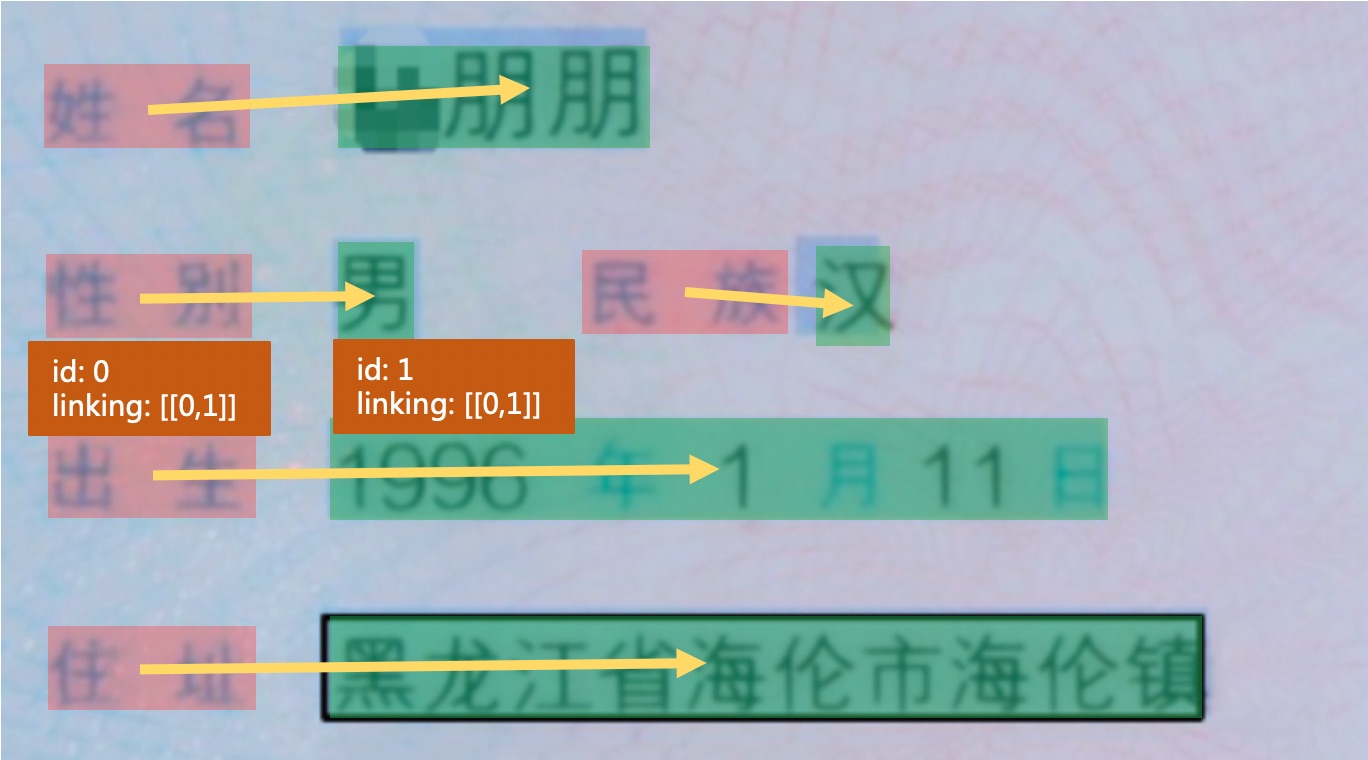 姓 名 朋朋
性 别 男 民 族 汉
id: 0 id: 1
linking: [[0,1]] linking: [[0,1]]
出 生 1996 年 1 月 11 日
住 址 黑龙江省海伦市海伦镇